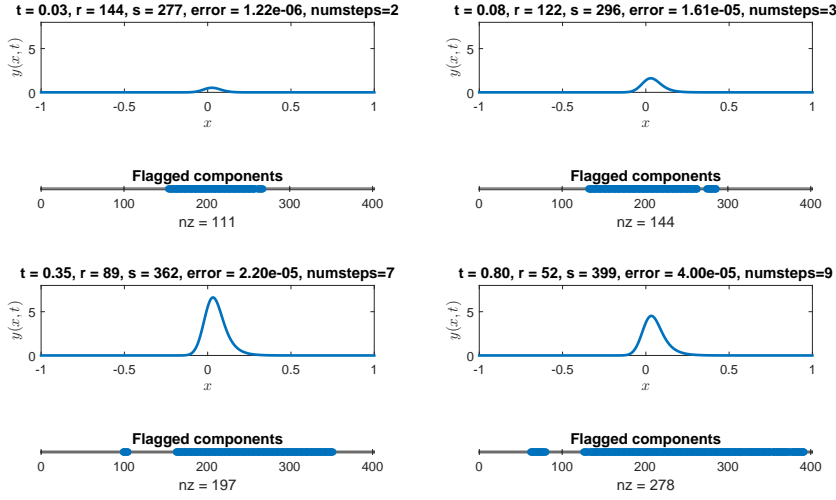 t = 0.03, r = 144, s = 277, error = 1.22e-06, numsteps=2
y(x, t)
5
0
-1 -0.5 0 0.5 1
x
Flagged components
0 100 200 300 400
nz = 111
t = 0.08, r = 122, s = 296, error = 1.61e-05, numsteps=3
y(x, t)
5
0
-1 -0.5 0 0.5 1
x
Flagged components
0 100 200 300 400
nz = 144
t = 0.35, r = 89, s = 362, error = 2.20e-05, numsteps=7
y(x, t)
5
0
-1 -0.5 0 0.5 1
x
Flagged components
0 100 200 300 400
nz = 197
t = 0.80, r = 52, s = 399, error = 4.00e-05, numsteps=9
y(x, t)
5
0
-1 -0.5 0 0.5 1
x
Flagged components
0 100 200 300 400
nz = 278